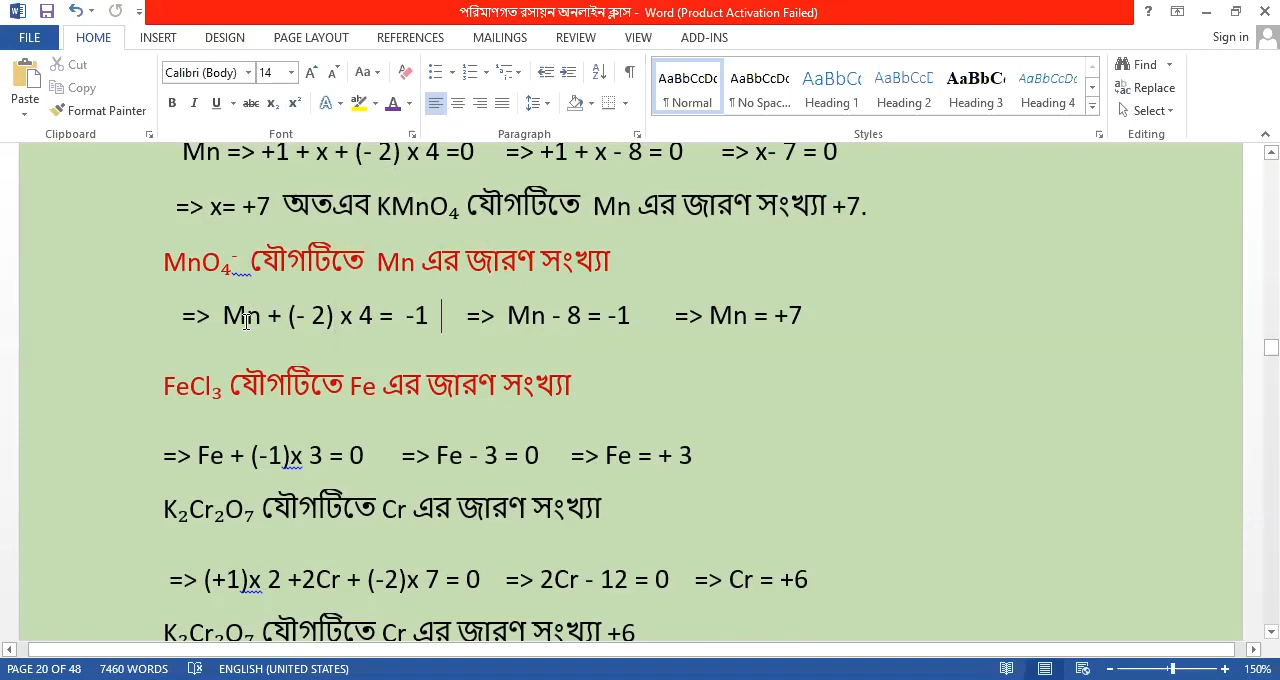 পরিমাণগত রসায়ন অনলাইন ক্লাস - Word (Product Activation Failed)
FILE HOME INSERT DESIGN PAGE LAYOUT REFERENCES MAILINGS REVIEW VIEW ADD-INS Sign in
Paste Cut Copy Format Painter
Calibri (Body) 14
AaBbCcDc AaBbCcDc AaBbCc AaBbCcD AaBbC AaBbCcDc
¶ Normal ¶ No Spac... Heading 1 Heading 2 Heading 3 Heading 4
Find Replace Select
Clipboard Font Paragraph Styles Editing
Mn => +1 + x + (- 2) x 4 =0 => +1 + x - 8 = 0 => x- 7 = 0
=> x= +7 অতএব KMnO₄ যৌগটিতে Mn এর জারণ সংখ্যা +7.
MnO₄⁻ যৌগটিতে Mn এর জারণ সংখ্যা
=> Mn + (- 2) x 4 = -1 => Mn - 8 = -1 => Mn = +7
FeCl₃ যৌগটিতে Fe এর জারণ সংখ্যা
=> Fe + (-1)x 3 = 0 => Fe - 3 = 0 => Fe = + 3
K₂Cr₂O₇ যৌগটিতে Cr এর জারণ সংখ্যা
=> (+1)x 2 +2Cr + (-2)x 7 = 0 => 2Cr - 12 = 0 => Cr = +6
K₂Cr₂O₇ যৌগটিতে Cr এর জারণ সংখ্যা +6
PAGE 20 OF 48 7460 WORDS ENGLISH (UNITED STATES) 150%